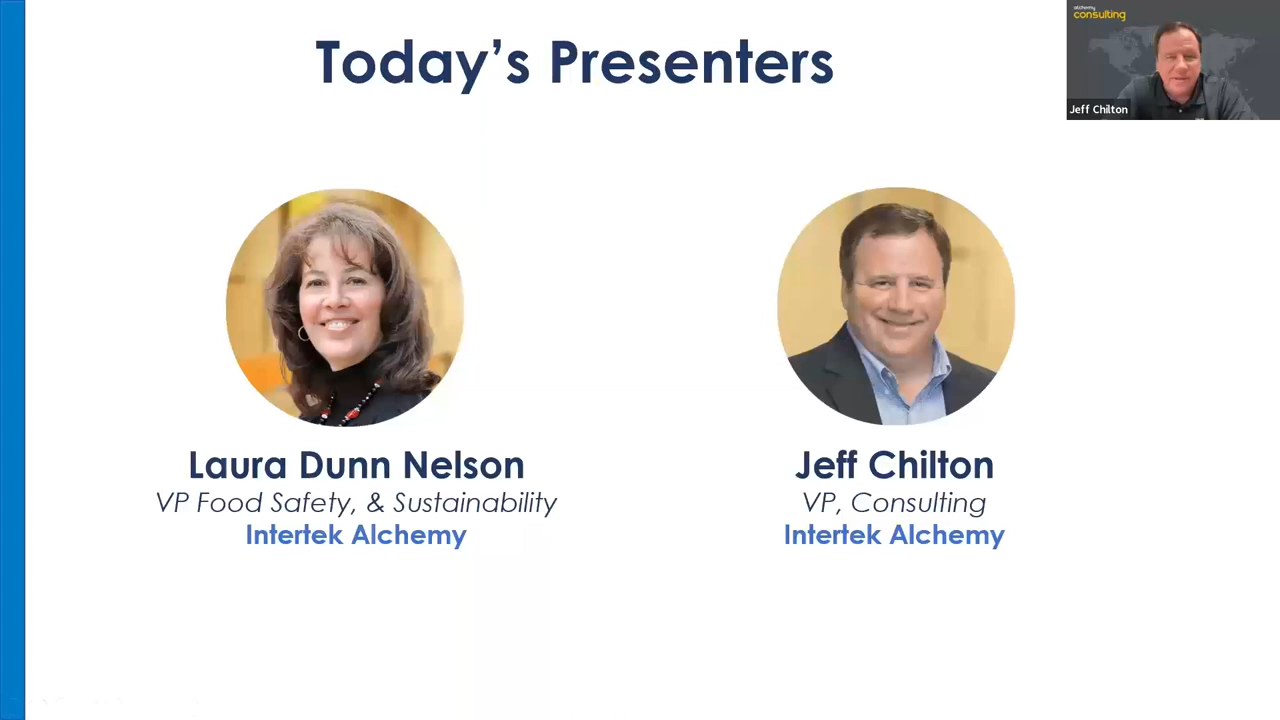 Today's Presenters
alchemy
consulting
Jeff Chilton
Laura Dunn Nelson
VP Food Safety, & Sustainability
Intertek Alchemy
Jeff Chilton
VP, Consulting
Intertek Alchemy